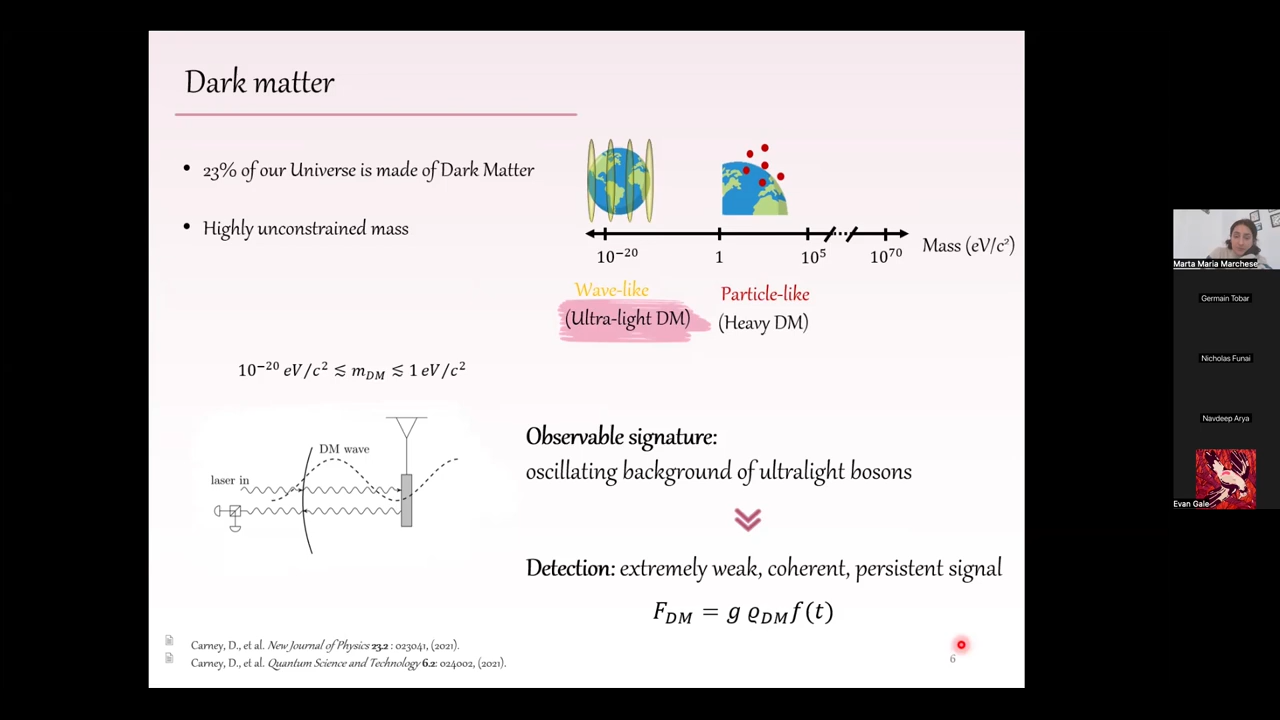 Dark matter
• 23% of our Universe is made of Dark Matter
• Highly unconstrained mass
10⁻²⁰ 1 10⁵ 10⁷⁰ Mass (eV/c²)
Wave-like
(Ultra-light DM)
Particle-like
(Heavy DM)
10⁻²⁰ eV/c² ≲ m_DM ≲ 1 eV/c²
DM wave
laser in
Observable signature:
oscillating background of ultralight bosons
Detection: extremely weak, coherent, persistent signal
F_DM = g ϱ_DM f(t)
Carney, D., et al. New Journal of Physics 23.2 : 023041, (2021).
Carney, D., et al. Quantum Science and Technology 6.2: 024002, (2021).
6
Marta Maria Marchese
Germain Tobar
Nicholas Funai
Navdeep Arya
Evan Gale